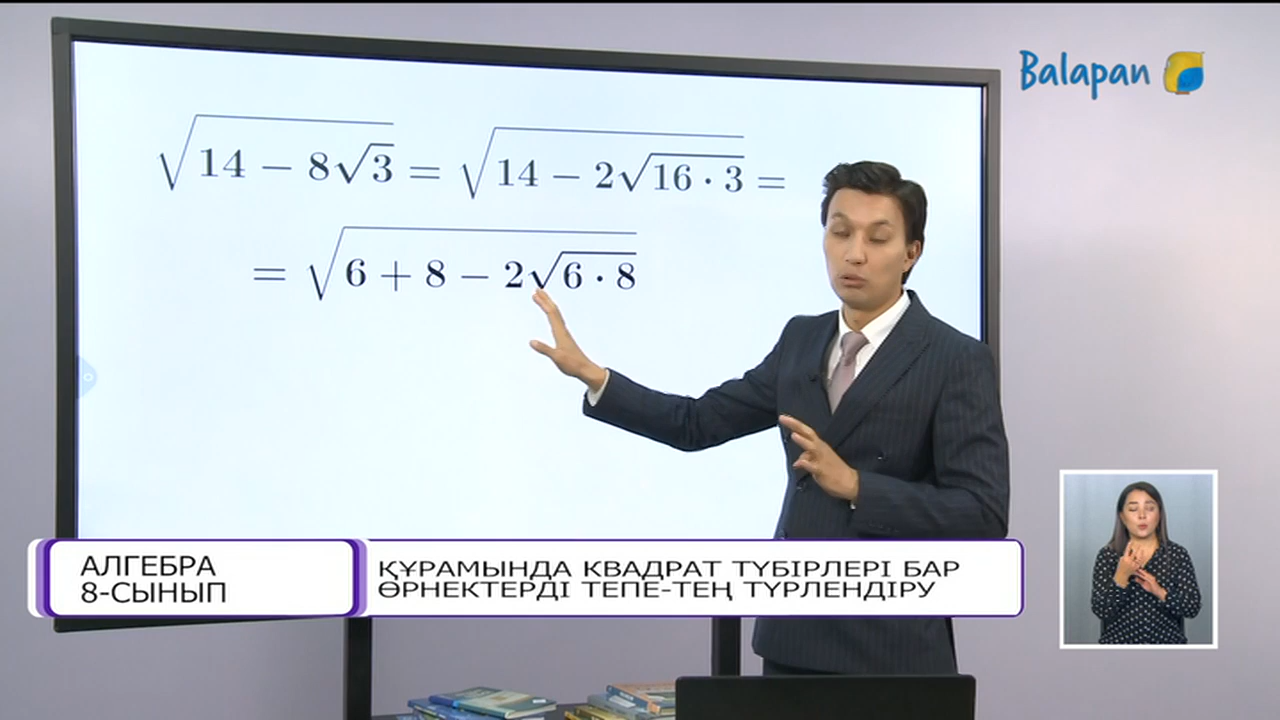 Balapan
√(14 − 8√3) = √(14 − 2√(16 · 3)) =
= √(6 + 8 − 2√(6 · 8))
АЛГЕБРА
8-СЫНЫП
ҚҰРАМЫНДА КВАДРАТ ТҮБІРЛЕРІ БАР
ӨРНЕКТЕРДІ ТЕПЕ-ТЕҢ ТҮРЛЕНДІРУ